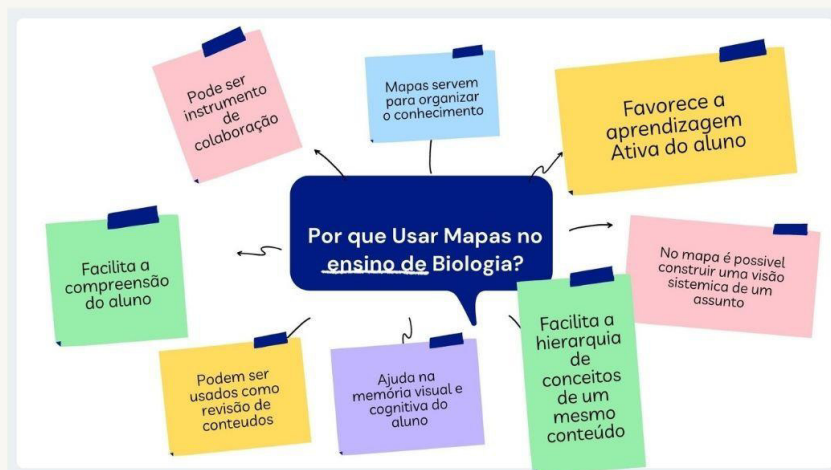 Por que Usar Mapas no
ensino de Biologia?
Pode ser
instrumento
de
colaboração
Mapas servem
para organizar
o conhecimento
Favorece a
aprendizagem
Ativa do aluno
No mapa é possivel
construir uma visão
sistemica de um
assunto
Facilita a
hierarquia
de
conceitos
de um
mesmo
conteúdo
Ajuda na
memória visual e
cognitiva do
aluno
Podem ser
usados como
revisão de
conteudos
Facilita a
compreensão
do aluno